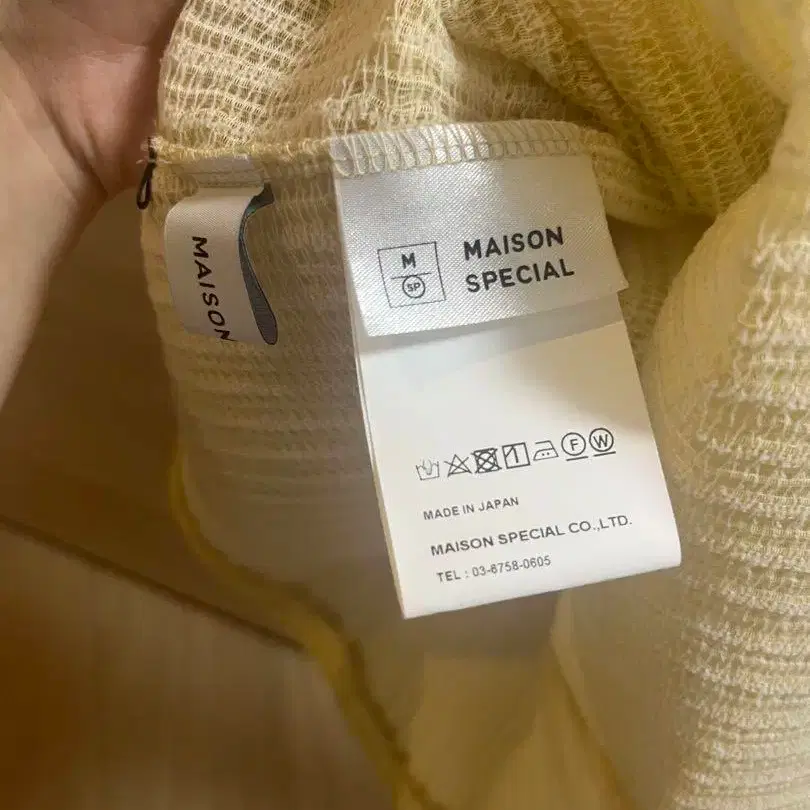 MAISON
M
SP
MAISON
SPECIAL
F W
MADE IN JAPAN
MAISON SPECIAL CO.,LTD.
TEL : 03-6758-0605